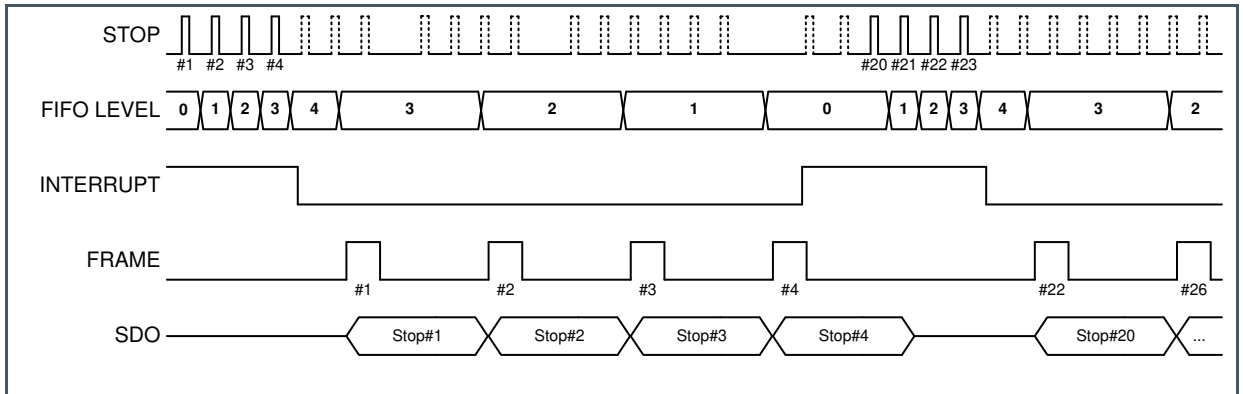 STOP
#1 #2 #3 #4 #20 #21 #22 #23
FIFO LEVEL 0 1 2 3 4 3 2 1 0 1 2 3 4 3 2
INTERRUPT
FRAME
#1 #2 #3 #4 #22 #26
SDO Stop#1 Stop#2 Stop#3 Stop#4 Stop#20 ...